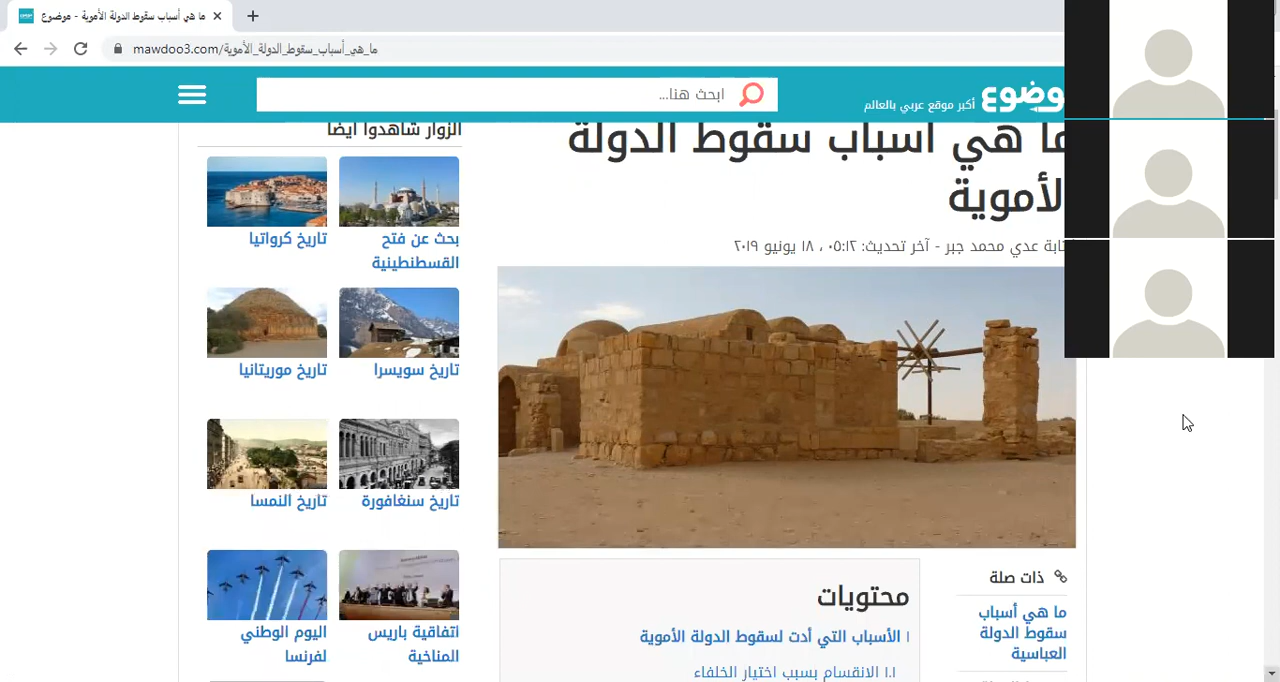 ما هي أسباب سقوط الدولة الأموية - موضوع
mawdoo3.com/ما_هي_أسباب_سقوط_الدولة_الأموية
موضوع
أكبر موقع عربي بالعالم
ابحث هنا...
ما هي أسباب سقوط الدولة
الأموية
كتابة عدي محمد جبر - آخر تحديث: ٠٥:١٢ ، ١٨ يونيو ٢٠١٩
محتويات
١ الأسباب التي أدت لسقوط الدولة الأموية
١.١ الانقسام بسبب اختيار الخلفاء
ذات صلة
ما هي أسباب
سقوط الدولة
العباسية
الزوار شاهدوا أيضاً
بحث عن فتح
القسطنطينية
تاريخ كرواتيا
تاريخ سويسرا
تاريخ موريتانيا
تاريخ سنغافورة
تاريخ النمسا
اتفاقية باريس
المناخية
اليوم الوطني
لفرنسا